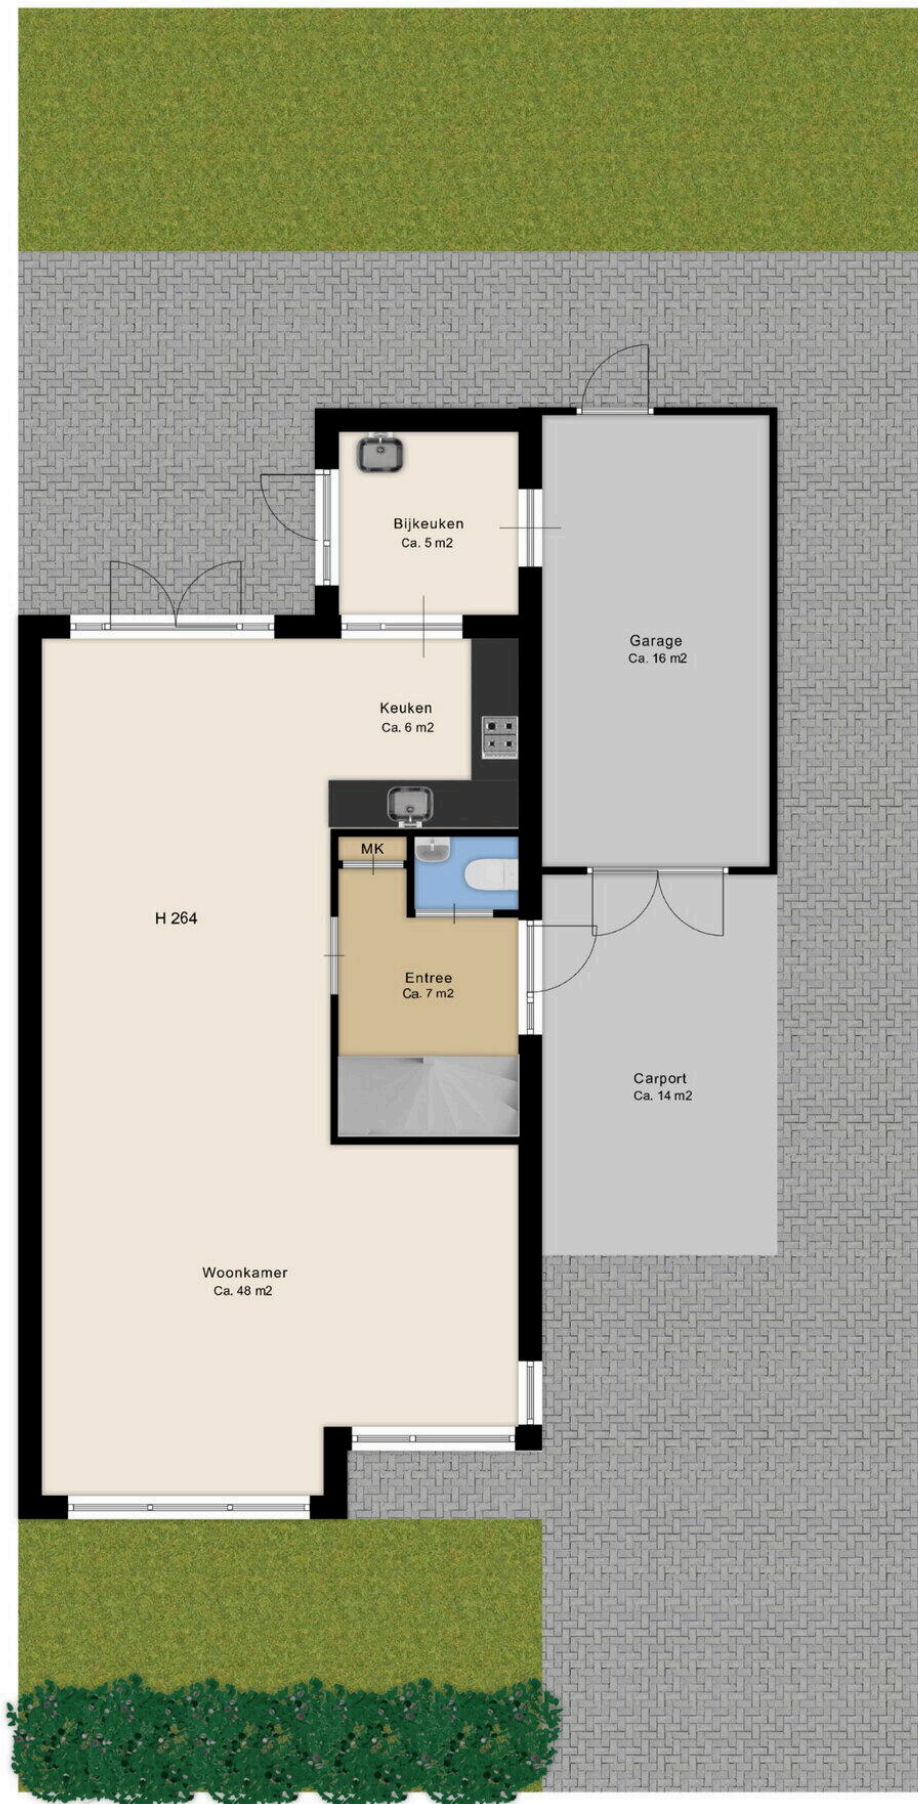 Bijkeuken
Ca. 5 m2
Garage
Ca. 16 m2
Keuken
Ca. 6 m2
MK
H 264
Entree
Ca. 7 m2
Carport
Ca. 14 m2
Woonkamer
Ca. 48 m2